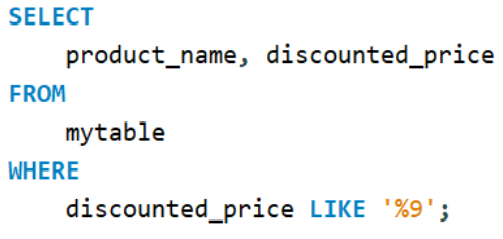 SELECT
    product_name, discounted_price
FROM
    mytable
WHERE
    discounted_price LIKE '%9';